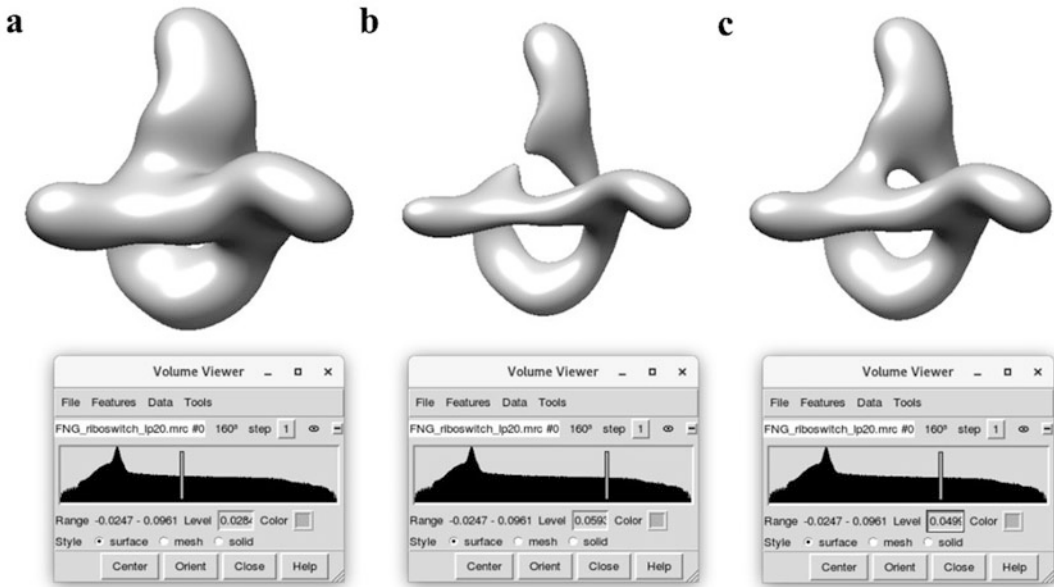 a b c
Volume Viewer
File Features Data Tools
FNG_riboswitch_lp20.mrc #0 160³ step 1
Range -0.0247 - 0.0961 Level 0.0284 Color
Style surface mesh solid
Center Orient Close Help
Volume Viewer
File Features Data Tools
FNG_riboswitch_lp20.mrc #0 160³ step 1
Range -0.0247 - 0.0961 Level 0.0593 Color
Style surface mesh solid
Center Orient Close Help
Volume Viewer
File Features Data Tools
FNG_riboswitch_lp20.mrc #0 160³ step 1
Range -0.0247 - 0.0961 Level 0.0499 Color
Style surface mesh solid
Center Orient Close Help